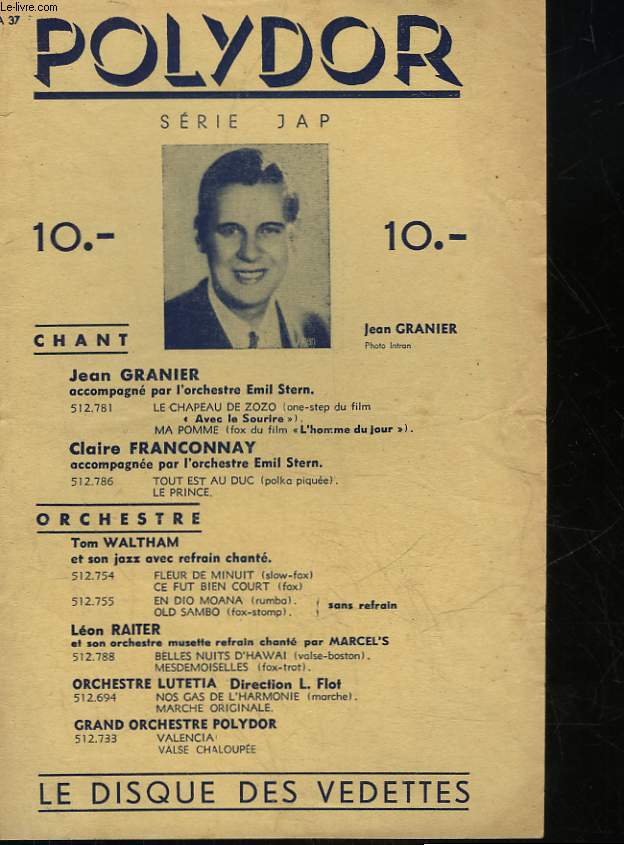 Le-livre.com
A 37
POLYDOR
SÉRIE JAP
10.-
10.-
Jean GRANIER
Photo Intran
CHANT
Jean GRANIER
accompagné par l'orchestre Emil Stern.
512.781 LE CHAPEAU DE ZOZO (one-step du film
« Avec le Sourire »).
MA POMME (fox du film «L'homme du jour »).
Claire FRANCONNAY
accompagnée par l'orchestre Emil Stern.
512.786 TOUT EST AU DUC (polka piquée).
LE PRINCE.
ORCHESTRE
Tom WALTHAM
et son jazz avec refrain chanté.
512.754 FLEUR DE MINUIT (slow-fox)
CE FUT BIEN COURT (fox)
512.755 EN DIO MOANA (rumba).
OLD SAMBO (fox-stomp).
sans refrain
Léon RAITER
et son orchestre musette refrain chanté par MARCEL'S
512.788 BELLES NUITS D'HAWAI (valse-boston).
MESDEMOISELLES (fox-trot).
ORCHESTRE LUTETIA Direction L. Flot
512.694 NOS GAS DE L'HARMONIE (marche).
MARCHE ORIGINALE.
GRAND ORCHESTRE POLYDOR
512.733 VALENCIA
VALSE CHALOUPÉE
LE DISQUE DES VEDETTES